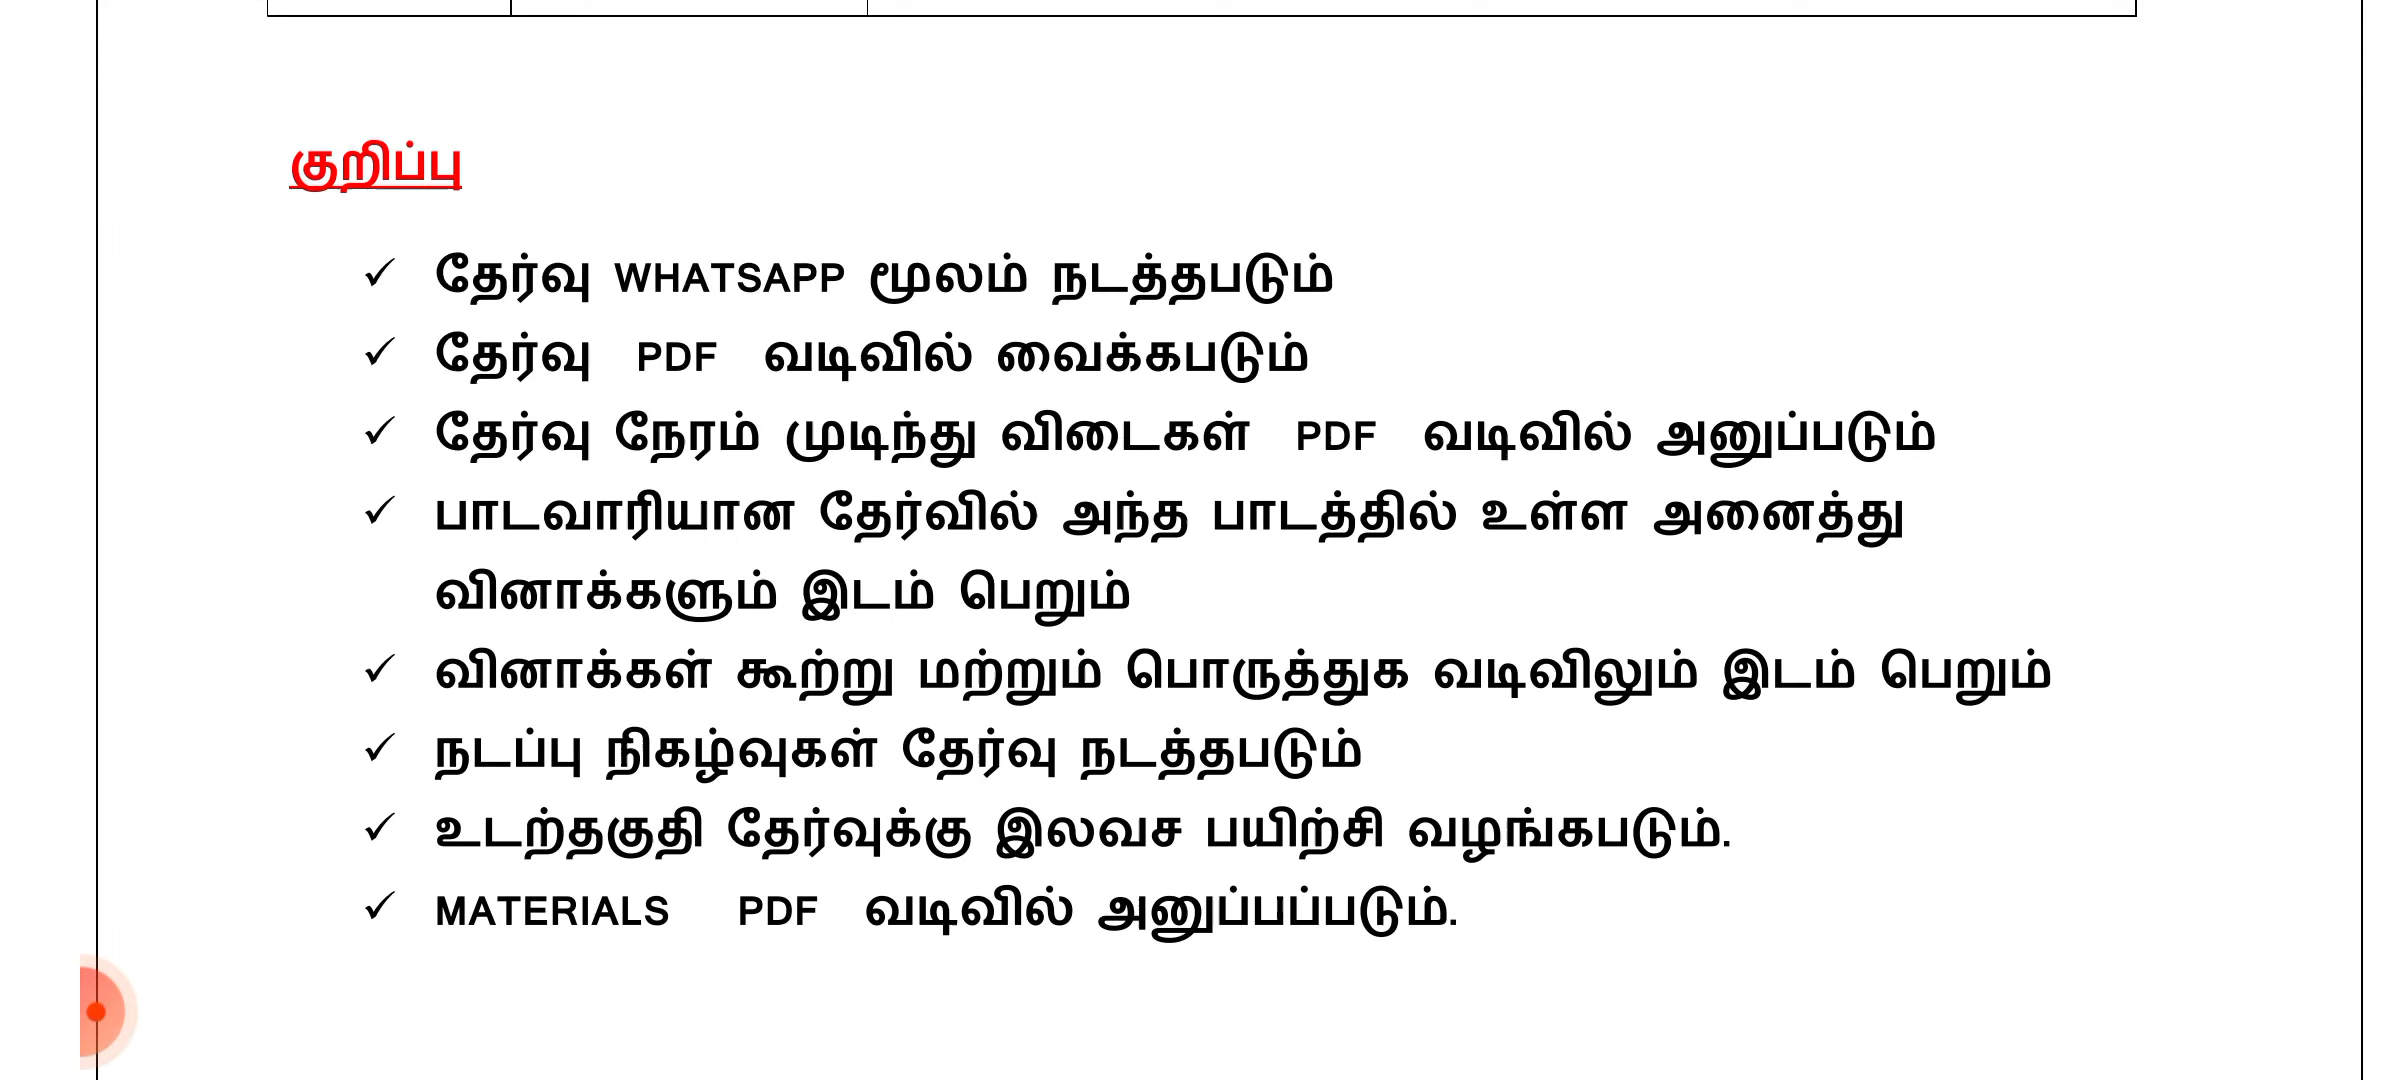 குறிப்பு
✓ தேர்வு WHATSAPP மூலம் நடத்தபடும்
✓ தேர்வு PDF வடிவில் வைக்கபடும்
✓ தேர்வு நேரம் முடிந்து விடைகள் PDF வடிவில் அனுப்படும்
✓ பாடவாரியான தேர்வில் அந்த பாடத்தில் உள்ள அனைத்து
வினாக்களும் இடம் பெறும்
✓ வினாக்கள் கூற்று மற்றும் பொருத்துக வடிவிலும் இடம் பெறும்
✓ நடப்பு நிகழ்வுகள் தேர்வு நடத்தபடும்
✓ உடற்தகுதி தேர்வுக்கு இலவச பயிற்சி வழங்கபடும்.
✓ MATERIALS PDF வடிவில் அனுப்பப்படும்.